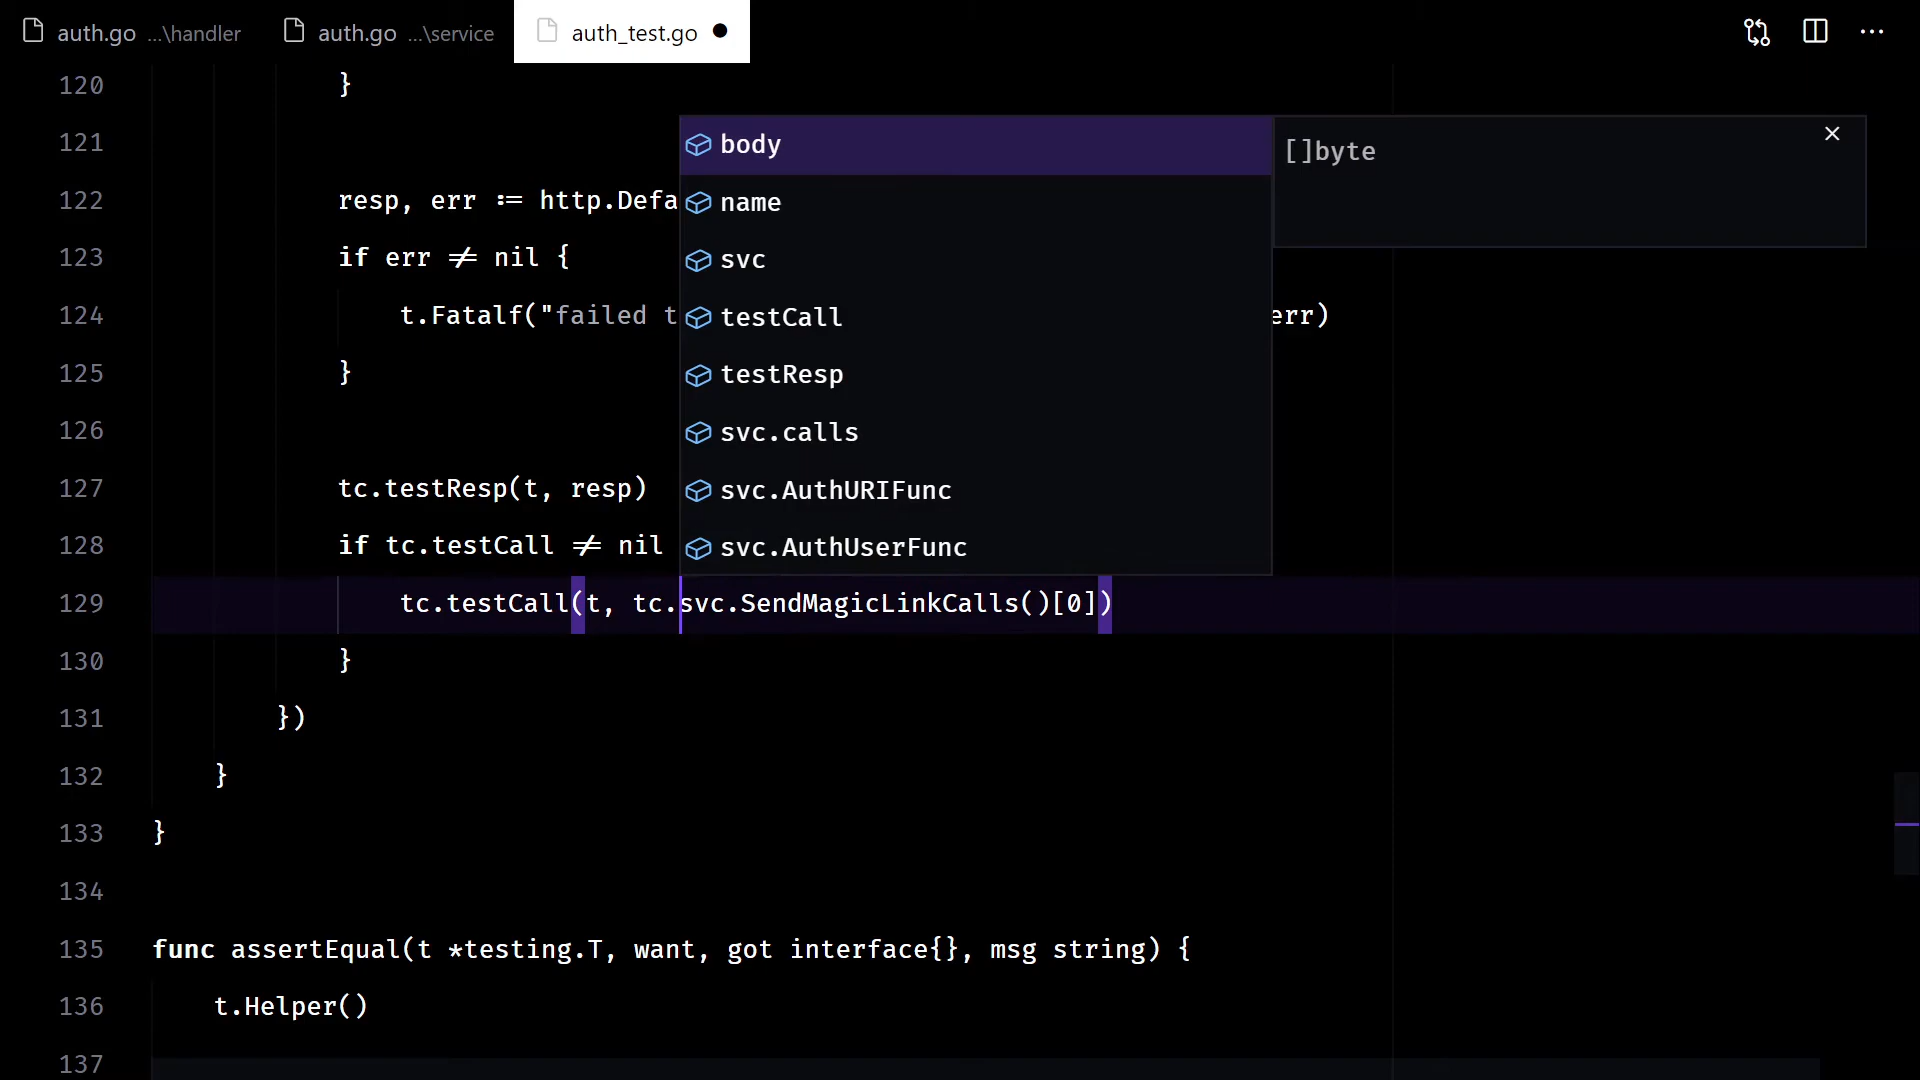 auth.go ...\handler
auth.go ...\service
auth_test.go ●
120 }
121
122 resp, err := http.Defa
123 if err != nil {
124 t.Fatalf("failed t err)
125 }
126
127 tc.testResp(t, resp)
128 if tc.testCall != nil
129 tc.testCall(t, tc.svc.SendMagicLinkCalls()[0])
130 }
131 })
132 }
133 }
134
135 func assertEqual(t *testing.T, want, got interface{}, msg string) {
136 t.Helper()
137
body
name
svc
testCall
testResp
svc.calls
svc.AuthURIFunc
svc.AuthUserFunc
[]byte